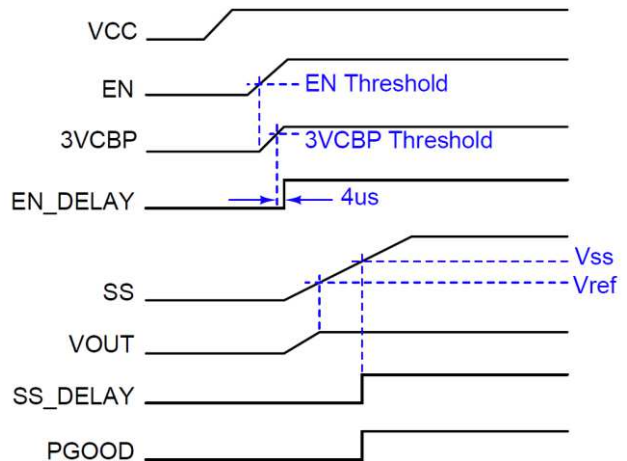 VCC
EN
EN Threshold
3VCBP
3VCBP Threshold
EN_DELAY
4us
Vss
Vref
SS
VOUT
SS_DELAY
PGOOD